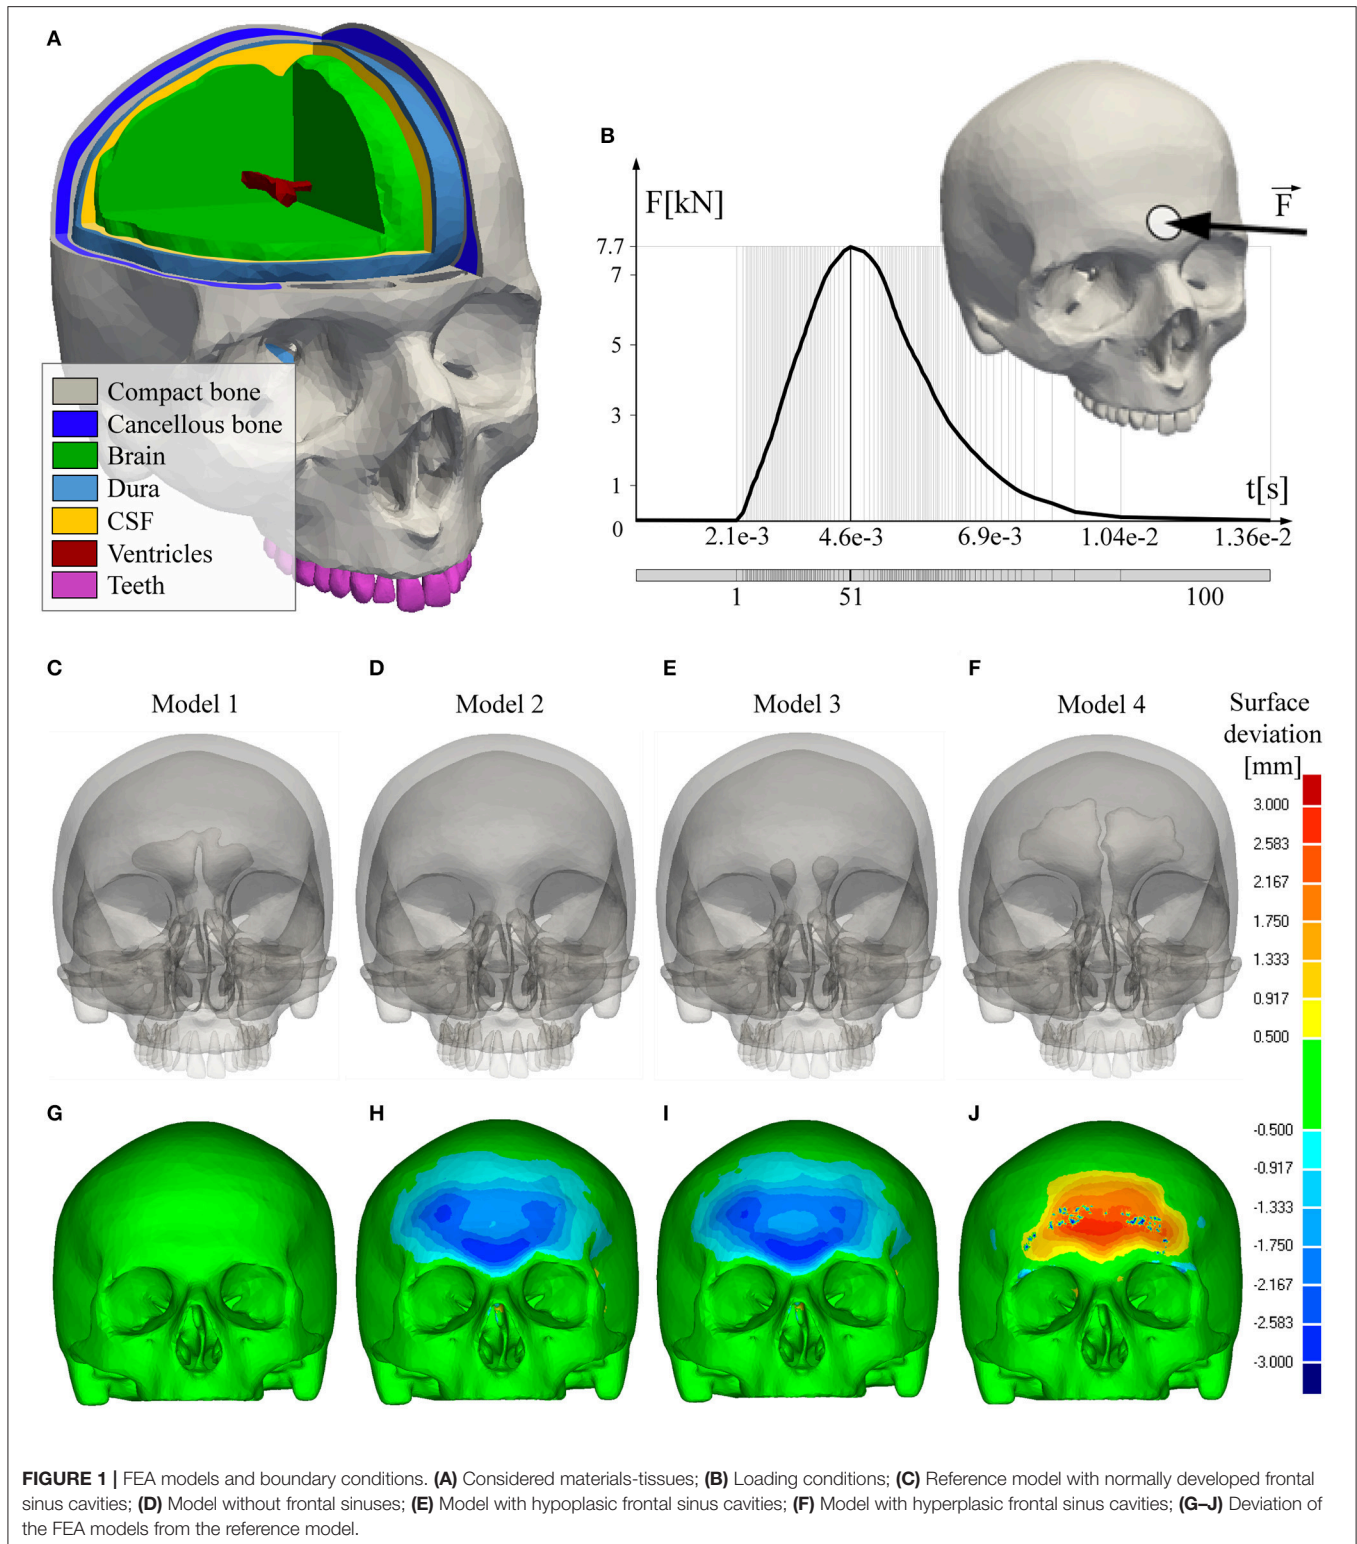 A
Compact bone
Cancellous bone
Brain
Dura
CSF
Ventricles
Teeth
B
F[kN]
7.7
7
5
3
1
0
t[s]
2.1e-3 4.6e-3 6.9e-3 1.04e-2 1.36e-2
1 51 100
F
C D E F
Model 1 Model 2 Model 3 Model 4
Surface
deviation
[mm]
3.000
2.583
2.167
1.750
1.333
0.917
0.500
-0.500
-0.917
-1.333
-1.750
-2.167
-2.583
-3.000
G H I J
FIGURE 1 | FEA models and boundary conditions. (A) Considered materials-tissues; (B) Loading conditions; (C) Reference model with normally developed frontal
sinus cavities; (D) Model without frontal sinuses; (E) Model with hypoplasic frontal sinus cavities; (F) Model with hyperplasic frontal sinus cavities; (G–J) Deviation of
the FEA models from the reference model.